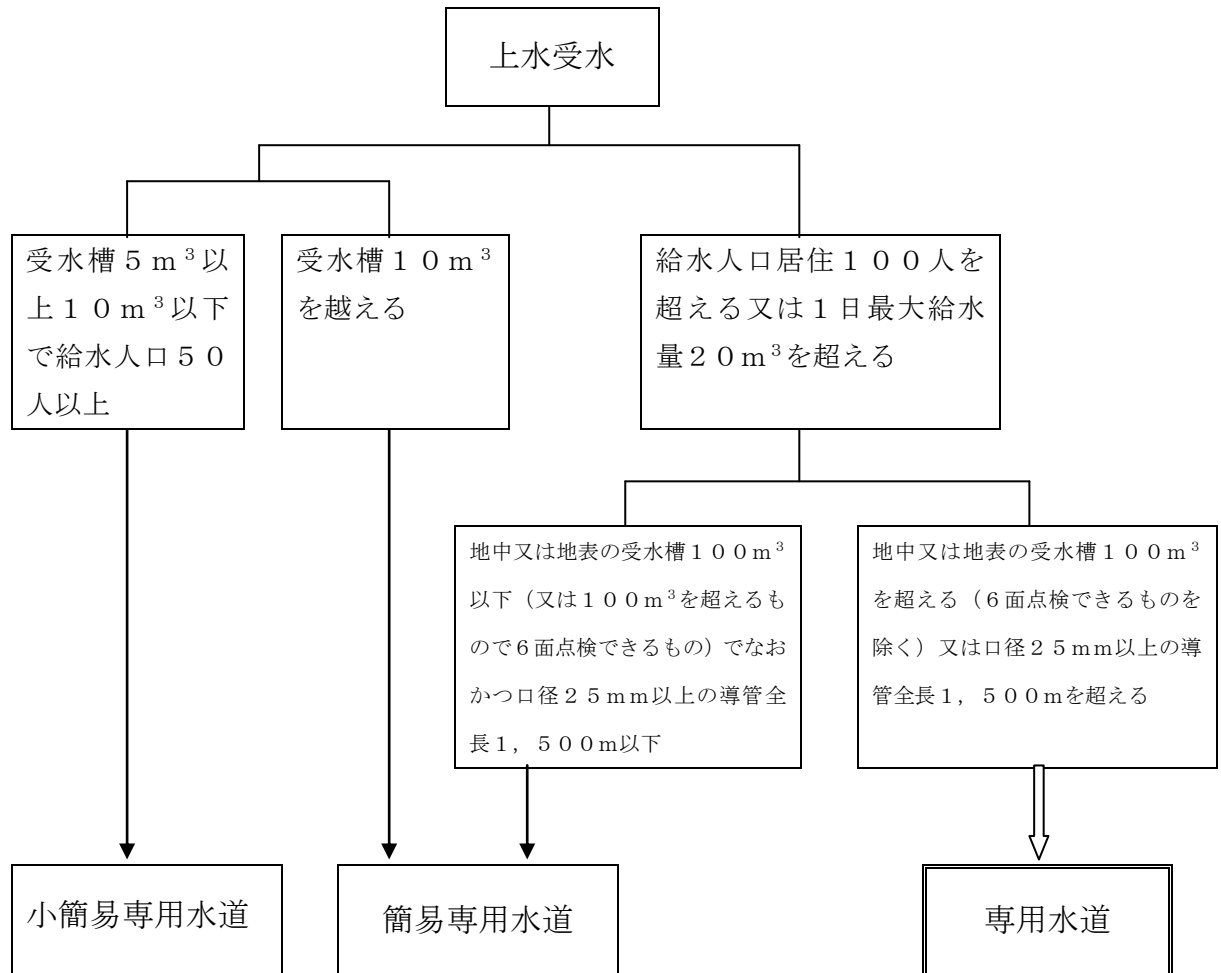 上水受水
受水槽５ｍ³以
上１０ｍ³以下
で給水人口５０
人以上
受水槽１０ｍ³
を越える
給水人口居住１００人を
超える又は１日最大給水
量２０ｍ³を超える
地中又は地表の受水槽１００ｍ³
以下（又は１００ｍ³を超えるも
ので６面点検できるもの）でなお
かつ口径２５ｍｍ以上の導管全
長１，５００ｍ以下
地中又は地表の受水槽１００ｍ³
を超える（６面点検できるものを
除く）又は口径２５ｍｍ以上の導
管全長１，５００ｍを超える
小簡易専用水道
簡易専用水道
専用水道